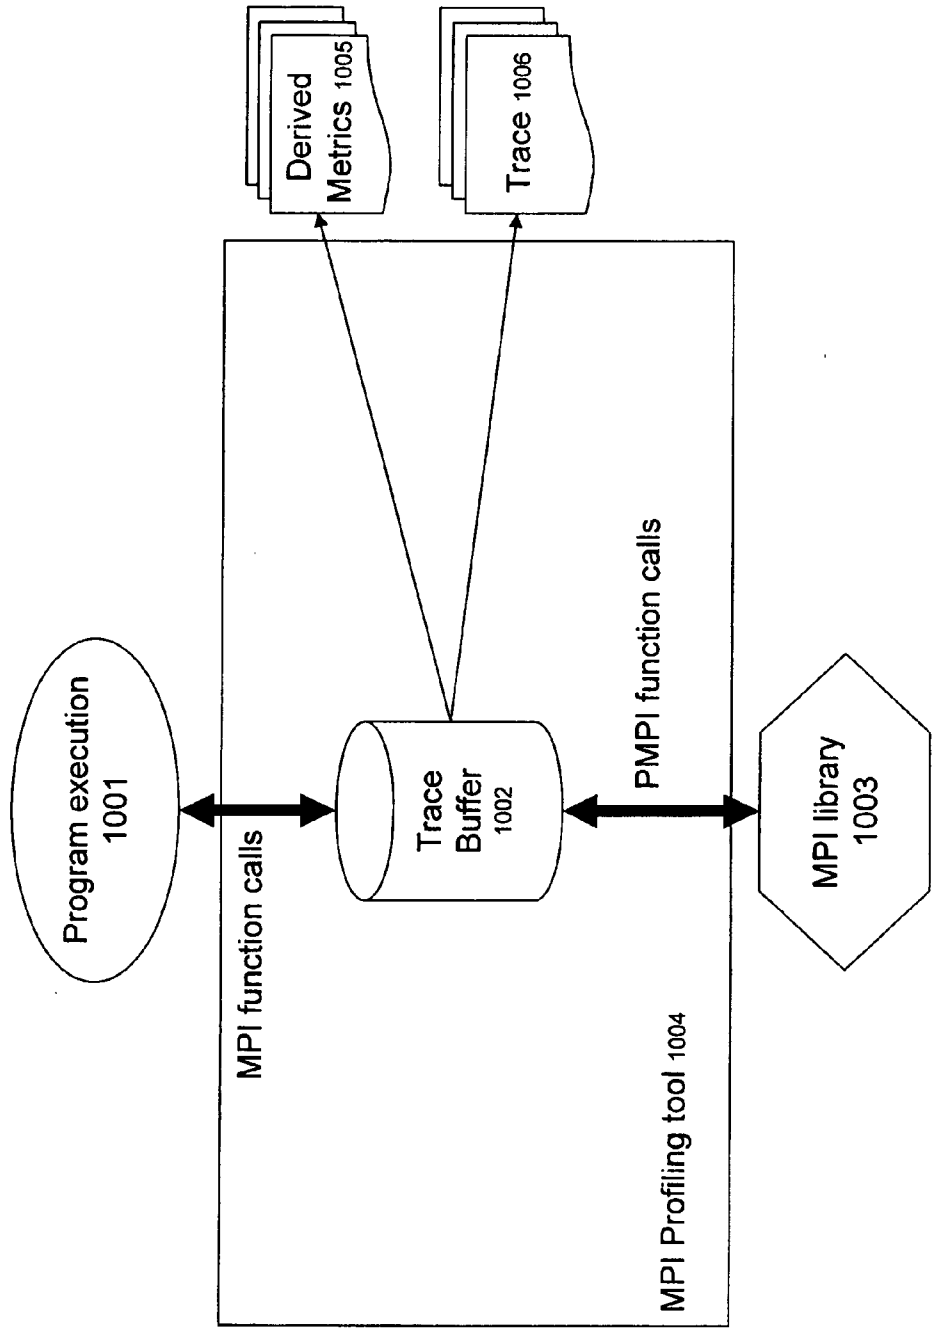 Program execution
1001
MPI function calls
Trace
Buffer
1002
Derived
Metrics 1005
Trace 1006
PMPI function calls
MPI Profiling tool 1004
MPI library
1003